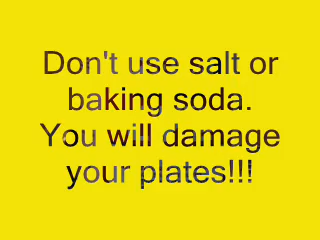 Don't use salt or
baking soda.
You will damage
your plates!!!